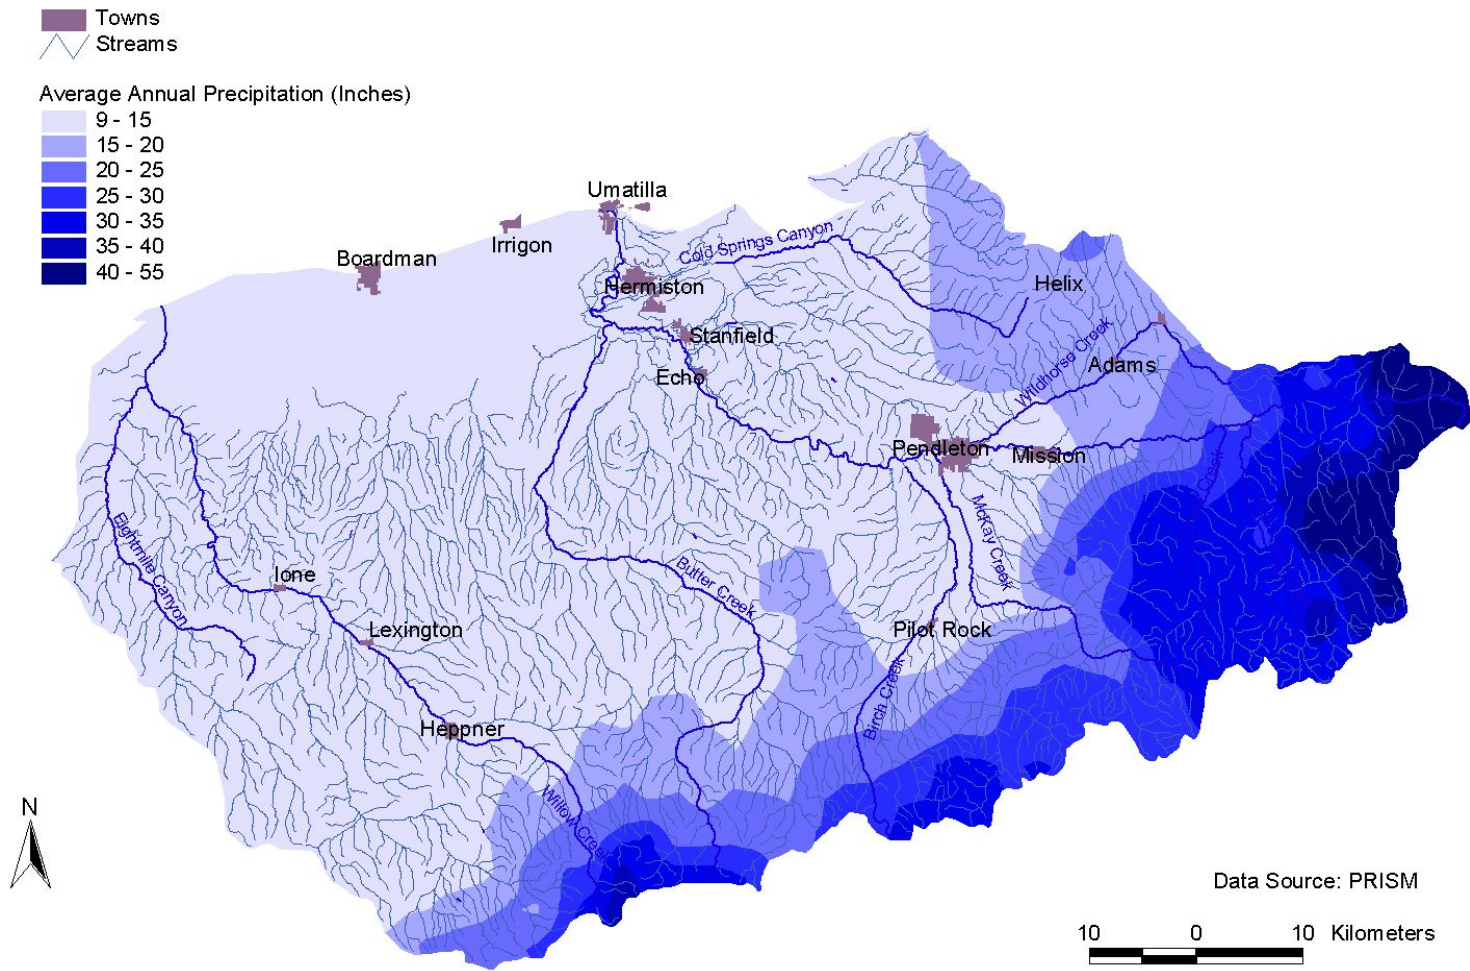 Towns
Streams
Average Annual Precipitation (Inches)
9 - 15
15 - 20
20 - 25
25 - 30
30 - 35
35 - 40
40 - 55
Umatilla
Irrigon
Boardman
Cold Springs Canyon
Hermiston
Helix
Stanfield
Echo
Wildhorse Creek
Adams
Pendleton
Mission
Creek
McKay Creek
Eightmile Canyon
Ione
Butter Creek
Lexington
Pilot Rock
Birch Creek
Heppner
Willow Creek
N
Data Source: PRISM
10 0 10 Kilometers